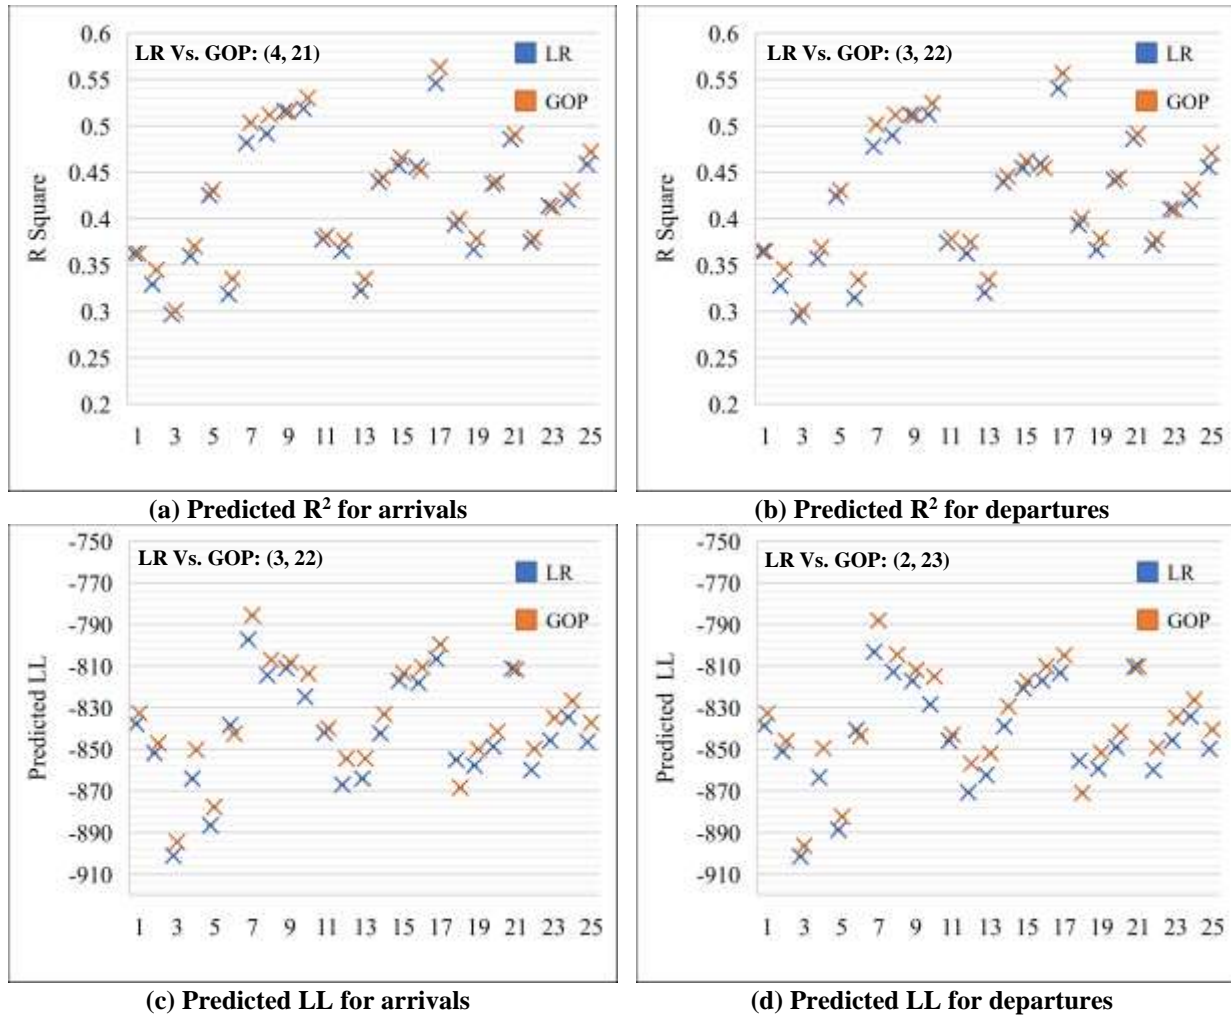 0.6
LR Vs. GOP: (4, 21)
LR
0.55
GOP
0.5
0.45
0.4
0.35
0.3
0.25
0.2
R Square
1 3 5 7 9 11 13 15 17 19 21 23 25
(a) Predicted R² for arrivals
0.6
LR Vs. GOP: (3, 22)
LR
0.55
GOP
0.5
0.45
0.4
0.35
0.3
0.25
0.2
R Square
1 3 5 7 9 11 13 15 17 19 21 23 25
(b) Predicted R² for departures
-750
LR Vs. GOP: (3, 22)
LR
-770
GOP
-790
-810
-830
-850
-870
-890
-910
Predicted LL
1 3 5 7 9 11 13 15 17 19 21 23 25
(c) Predicted LL for arrivals
-750
LR Vs. GOP: (2, 23)
LR
-770
GOP
-790
-810
-830
-850
-870
-890
-910
Predicted LL
1 3 5 7 9 11 13 15 17 19 21 23 25
(d) Predicted LL for departures